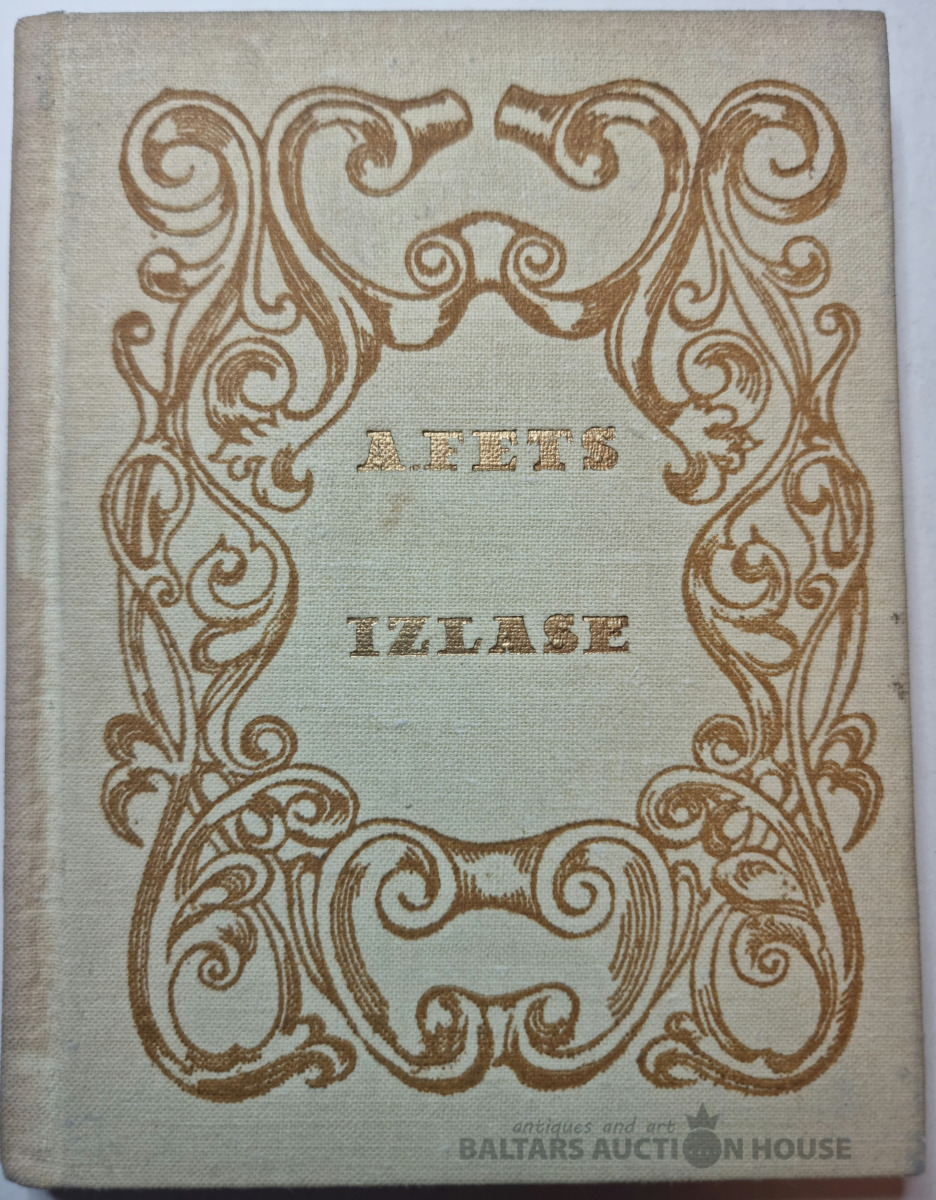 A.FETS
IZLASE
antiques and art
BALTARS AUCTION HOUSE